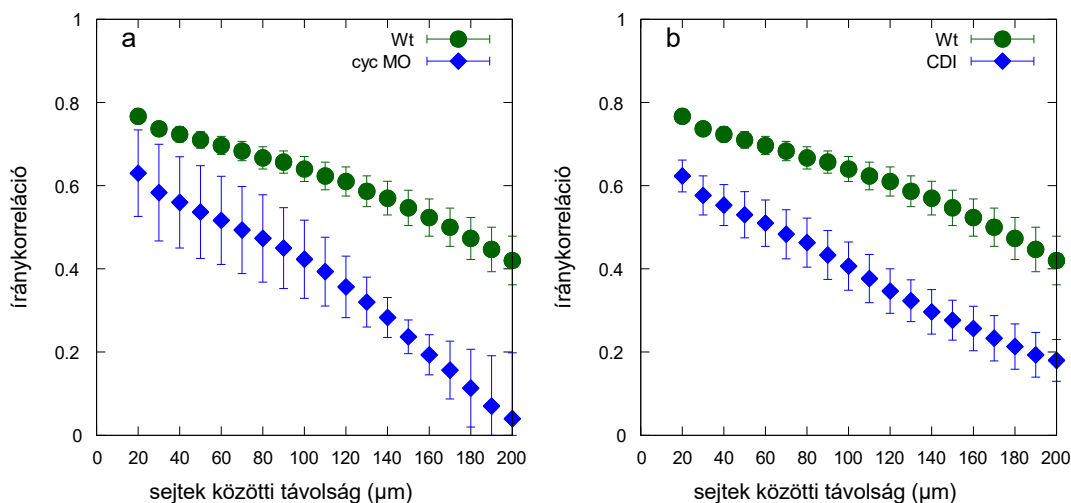 a
Wt
cyc MO
1
0.8
0.6
0.4
0.2
0
0 20 40 60 80 100 120 140 160 180 200
íránykorreláció
sejtek közötti távolság (µm)
b
Wt
CDI
1
0.8
0.6
0.4
0.2
0
0 20 40 60 80 100 120 140 160 180 200
íránykorreláció
sejtek közötti távolság (µm)